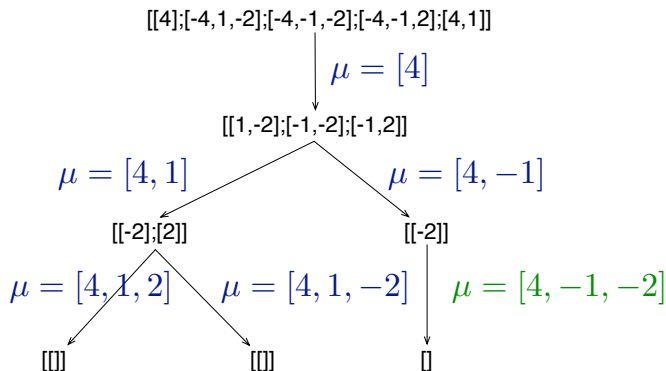 [[4];[-4,1,-2];[-4,-1,-2];[-4,-1,2];[4,1]]
μ = [4]
[[1,-2];[-1,-2];[-1,2]]
μ = [4, 1]
μ = [4, −1]
[[-2];[2]]
[[-2]]
μ = [4, 1, 2]
μ = [4, 1, −2]
μ = [4, −1, −2]
[[]]
[[]]
[]